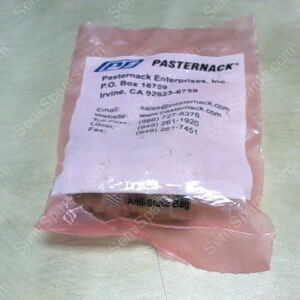 PE PASTERNACK®
Pasternack Enterprises, Inc.
P.O. Box 16759
Irvine, CA 92623-6759
Email: sales@pasternack.com
Website: www.pasternack.com
Toll-Free: (866) 727-8376
Local: (949) 261-1920
Fax: (949) 261-7451
Anti-Static Bag